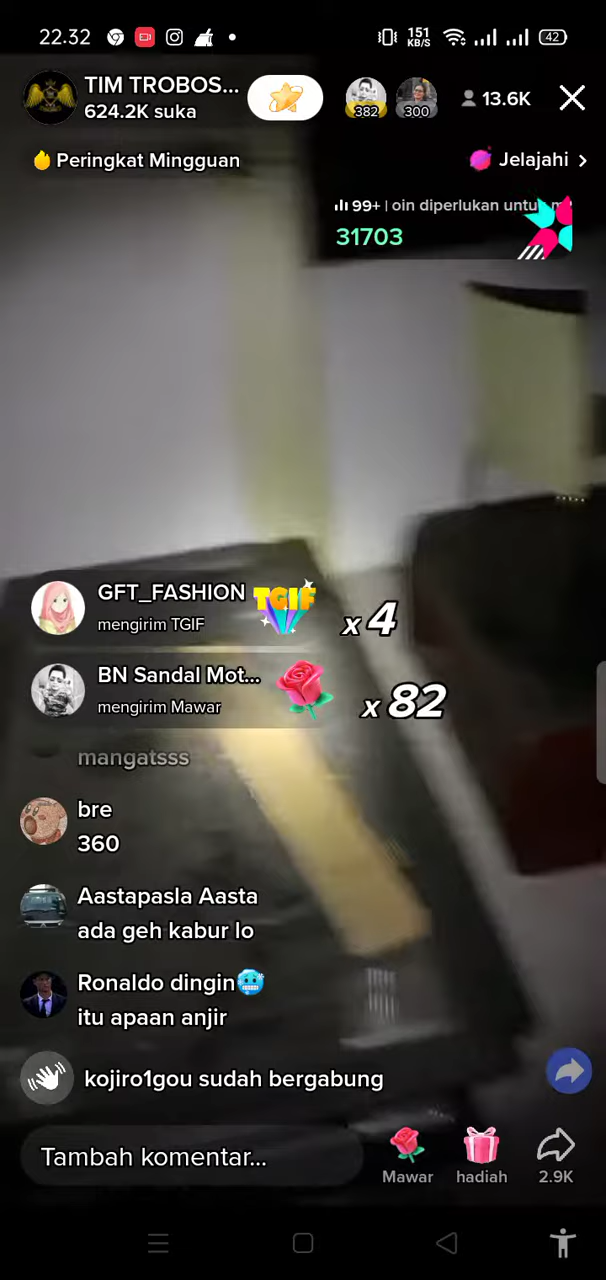 22.32
151
KB/S
42
TIM TROBOS...
624.2K suka
382
300
13.6K
Peringkat Mingguan
Jelajahi
99+ | oin diperlukan untu
31703
GFT_FASHION
mengirim TGIF
TGIF
x 4
BN Sandal Mot...
mengirim Mawar
x 82
mangatsss
bre
360
Aastapasla Aasta
ada geh kabur lo
Ronaldo dingin🥶
itu apaan anjir
kojiro1gou sudah bergabung
Tambah komentar...
Mawar
hadiah
2.9K